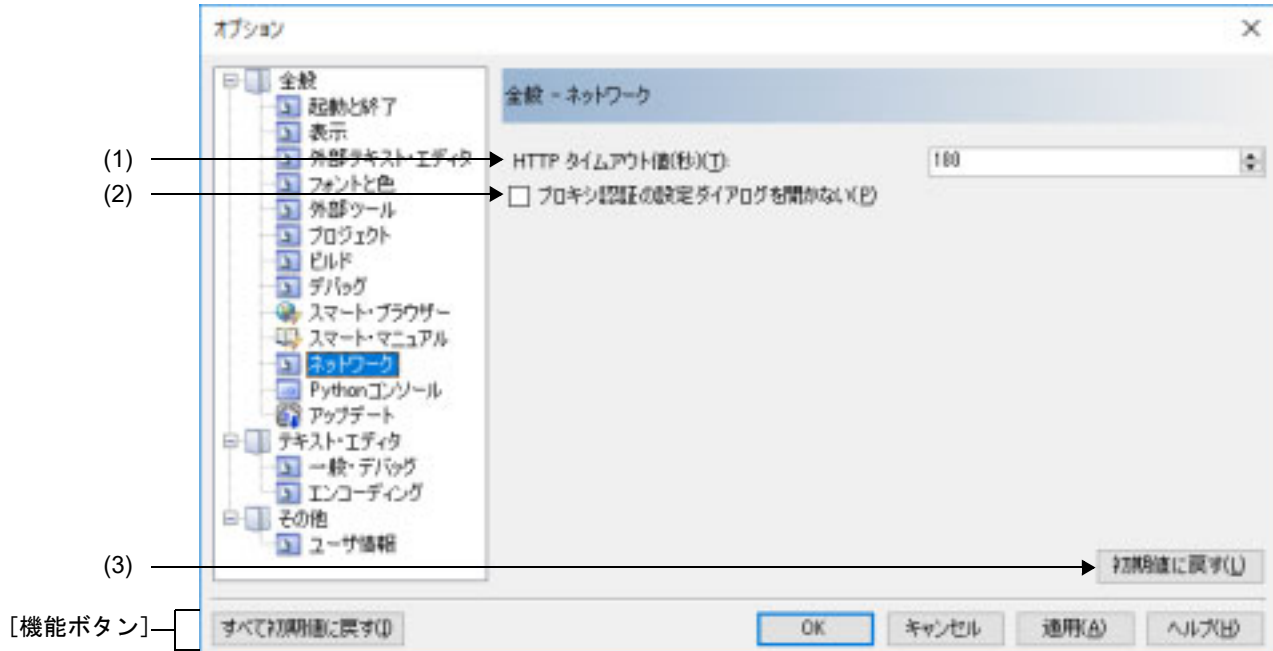 オプション
全般
起動と終了
表示
外部テキスト・エディタ
フォントと色
外部ツール
プロジェクト
ビルド
デバッグ
スマート・ブラウザー
スマート・マニュアル
ネットワーク
Pythonコンソール
アップデート
テキスト・エディタ
一般・デバッグ
エンコーディング
その他
ユーザ情報
全般 - ネットワーク
(1)
HTTP タイムアウト値(秒)(T):
180
(2)
プロキシ認証の設定ダイアログを開かない(P)
(3)
初期値に戻す(L)
[機能ボタン]
すべて初期値に戻す(I)
OK
キャンセル
適用(A)
ヘルプ(H)